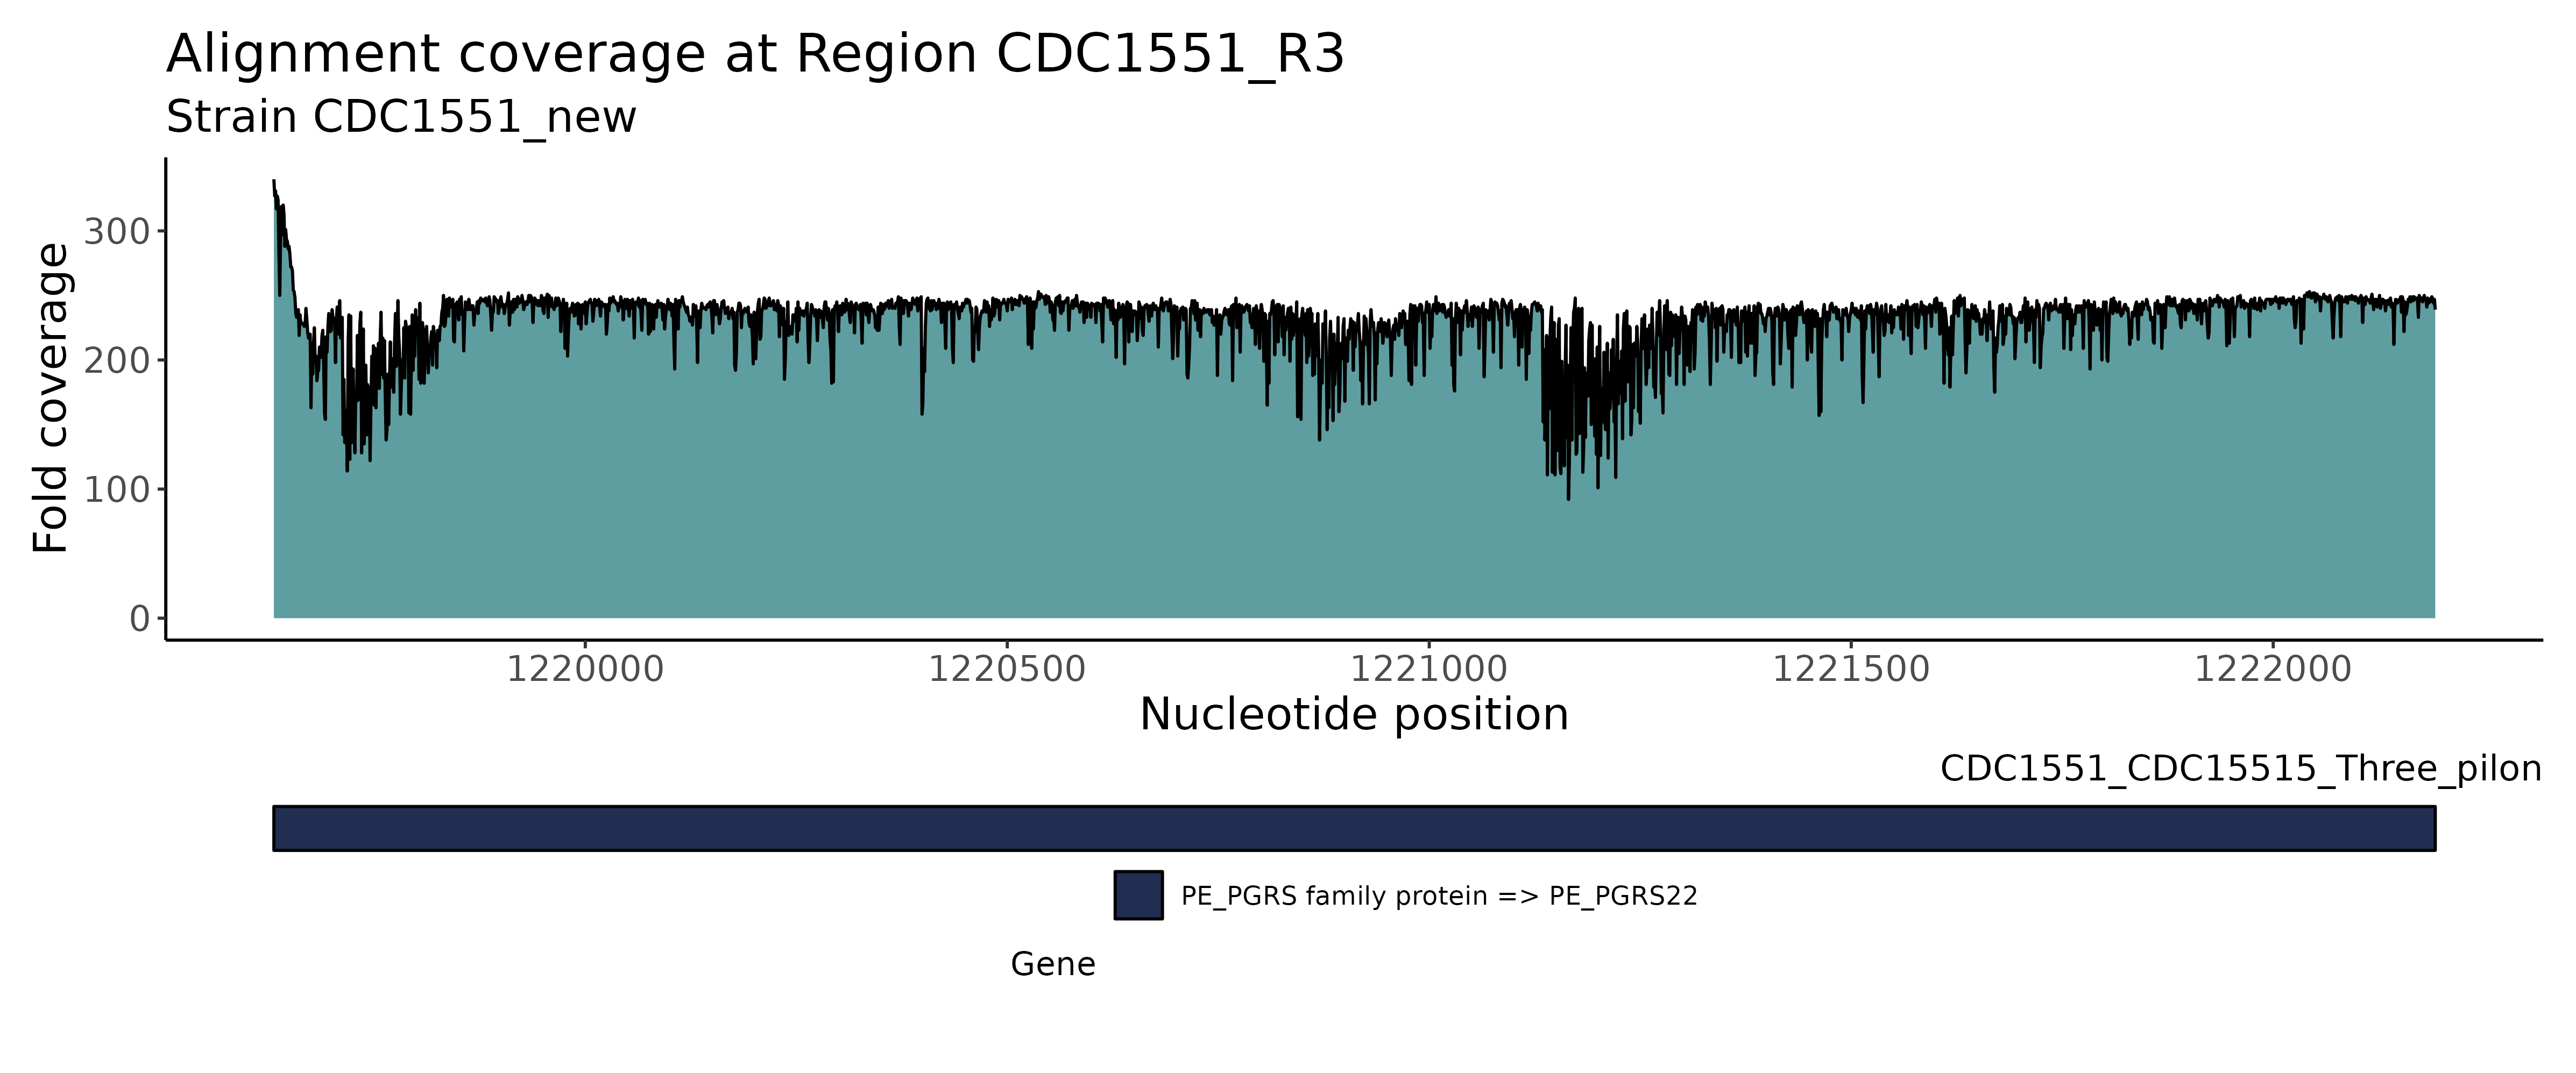 Alignment coverage at Region CDC1551_R3
Strain CDC1551_new
Fold coverage
300
200
100
0
1220000 1220500 1221000 1221500 1222000
Nucleotide position
CDC1551_CDC15515_Three_pilon
PE_PGRS family protein => PE_PGRS22
Gene